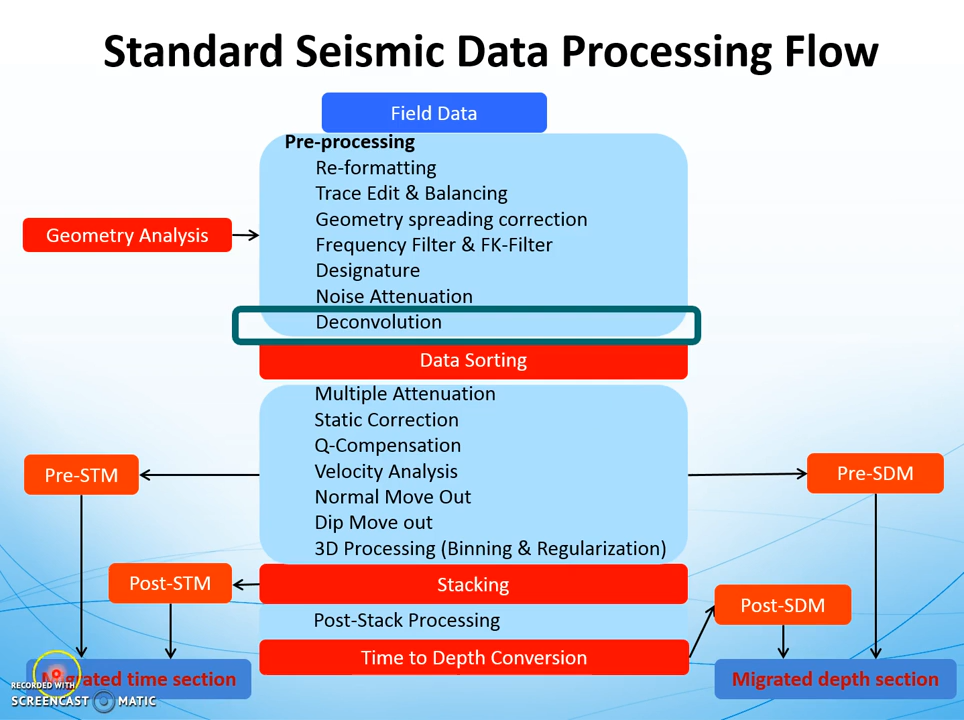 Standard Seismic Data Processing Flow
Field Data
Pre-processing
Re-formatting
Trace Edit & Balancing
Geometry spreading correction
Frequency Filter & FK-Filter
Designature
Noise Attenuation
Deconvolution
Geometry Analysis
Data Sorting
Multiple Attenuation
Static Correction
Q-Compensation
Velocity Analysis
Normal Move Out
Dip Move out
3D Processing (Binning & Regularization)
Pre-STM
Pre-SDM
Post-STM
Stacking
Post-SDM
Post-Stack Processing
Time to Depth Conversion
Migrated time section
Migrated depth section
RECORDED WITH
SCREENCAST MATIC